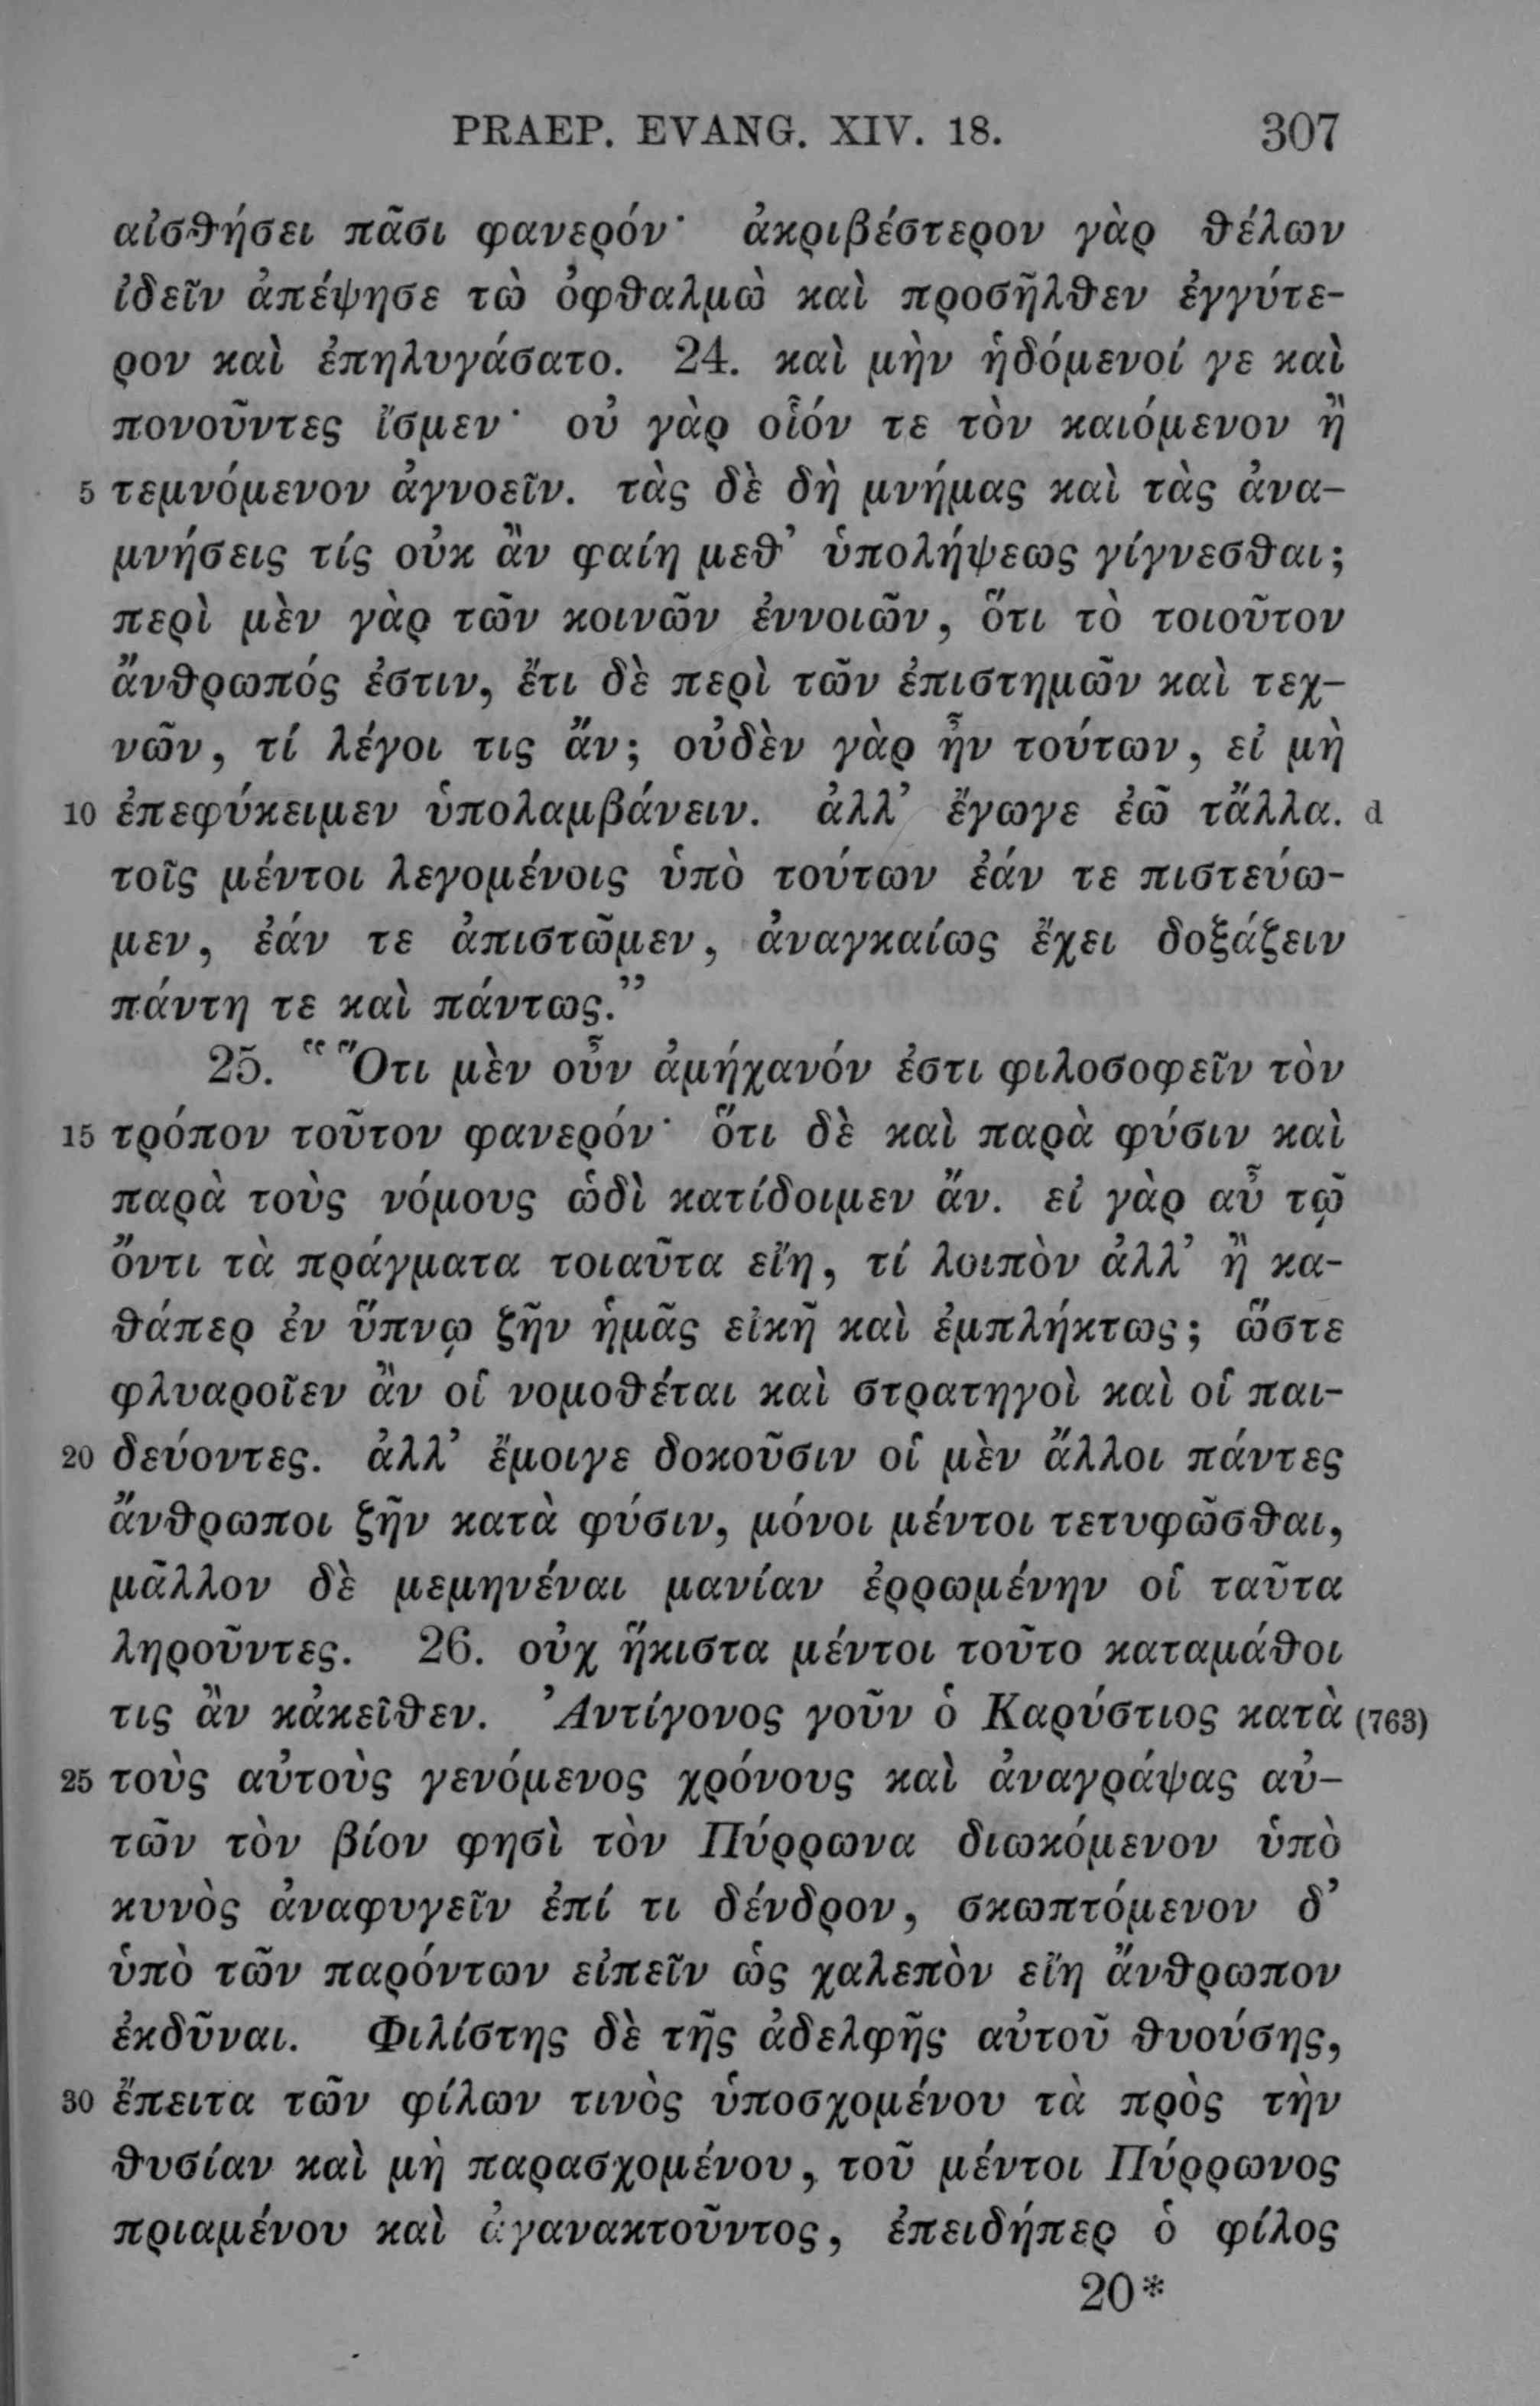 PRAEP. EVANG. XIV. 18. 307
αἰσθήσει πᾶσι φανερόν· ἀκριβέστερον γὰρ θέλων
ἰδεῖν ἀπέψησε τὼ ὀφθαλμὼ καὶ προσῆλθεν ἐγγύτε-
ρον καὶ ἐπηλυγάσατο. 24. καὶ μὴν ἡδόμενοί γε καὶ
πονοῦντες ἴσμεν· οὐ γὰρ οἷόν τε τὸν καιόμενον ἢ
5 τεμνόμενον ἀγνοεῖν. τὰς δὲ δὴ μνήμας καὶ τὰς ἀνα-
μνήσεις τίς οὐκ ἂν φαίη μεθ’ ὑπολήψεως γίγνεσθαι;
περὶ μὲν γὰρ τῶν κοινῶν ἐννοιῶν, ὅτι τὸ τοιοῦτον
ἄνθρωπός ἐστιν, ἔτι δὲ περὶ τῶν ἐπιστημῶν καὶ τεχ-
νῶν, τί λέγοι τις ἄν; οὐδὲν γὰρ ἦν τούτων, εἰ μὴ
10 ἐπεφύκειμεν ὑπολαμβάνειν. ἀλλ’ ἔγωγε ἐῶ τἄλλα. d
τοῖς μέντοι λεγομένοις ὑπὸ τούτων ἐάν τε πιστεύω-
μεν, ἐάν τε ἀπιστῶμεν, ἀναγκαίως ἔχει δοξάζειν
πάντη τε καὶ πάντως.”
25. “Ὅτι μὲν οὖν ἀμήχανόν ἐστι φιλοσοφεῖν τὸν
15 τρόπον τοῦτον φανερόν· ὅτι δὲ καὶ παρὰ φύσιν καὶ
παρὰ τοὺς νόμους ὡδὶ κατίδοιμεν ἄν. εἰ γὰρ αὖ τῷ
ὄντι τὰ πράγματα τοιαῦτα εἴη, τί λοιπὸν ἀλλ’ ἢ κα-
θάπερ ἐν ὕπνῳ ζῆν ἡμᾶς εἰκῆ καὶ ἐμπλήκτως; ὥστε
φλυαροῖεν ἂν οἱ νομοθέται καὶ στρατηγοὶ καὶ οἱ παι-
20 δεύοντες. ἀλλ’ ἔμοιγε δοκοῦσιν οἱ μὲν ἄλλοι πάντες
ἄνθρωποι ζῆν κατὰ φύσιν, μόνοι μέντοι τετυφῶσθαι,
μᾶλλον δὲ μεμηνέναι μανίαν ἐρρωμένην οἱ ταῦτα
ληροῦντες. 26. οὐχ ἥκιστα μέντοι τοῦτο καταμάθοι
τις ἂν κἀκεῖθεν. Ἀντίγονος γοῦν ὁ Καρύστιος κατὰ (763)
25 τοὺς αὐτοὺς γενόμενος χρόνους καὶ ἀναγράψας αὐ-
τῶν τὸν βίον φησὶ τὸν Πύρρωνα διωκόμενον ὑπὸ
κυνὸς ἀναφυγεῖν ἐπί τι δένδρον, σκωπτόμενον δ’
ὑπὸ τῶν παρόντων εἰπεῖν ὡς χαλεπὸν εἴη ἄνθρωπον
ἐκδῦναι. Φιλίστης δὲ τῆς ἀδελφῆς αὐτοῦ θυούσης,
30 ἔπειτα τῶν φίλων τινὸς ὑποσχομένου τὰ πρὸς τὴν
θυσίαν καὶ μὴ παρασχομένου, τοῦ μέντοι Πύρρωνος
πριαμένου καὶ ἀγανακτοῦντος, ἐπειδήπερ ὁ φίλος
20*